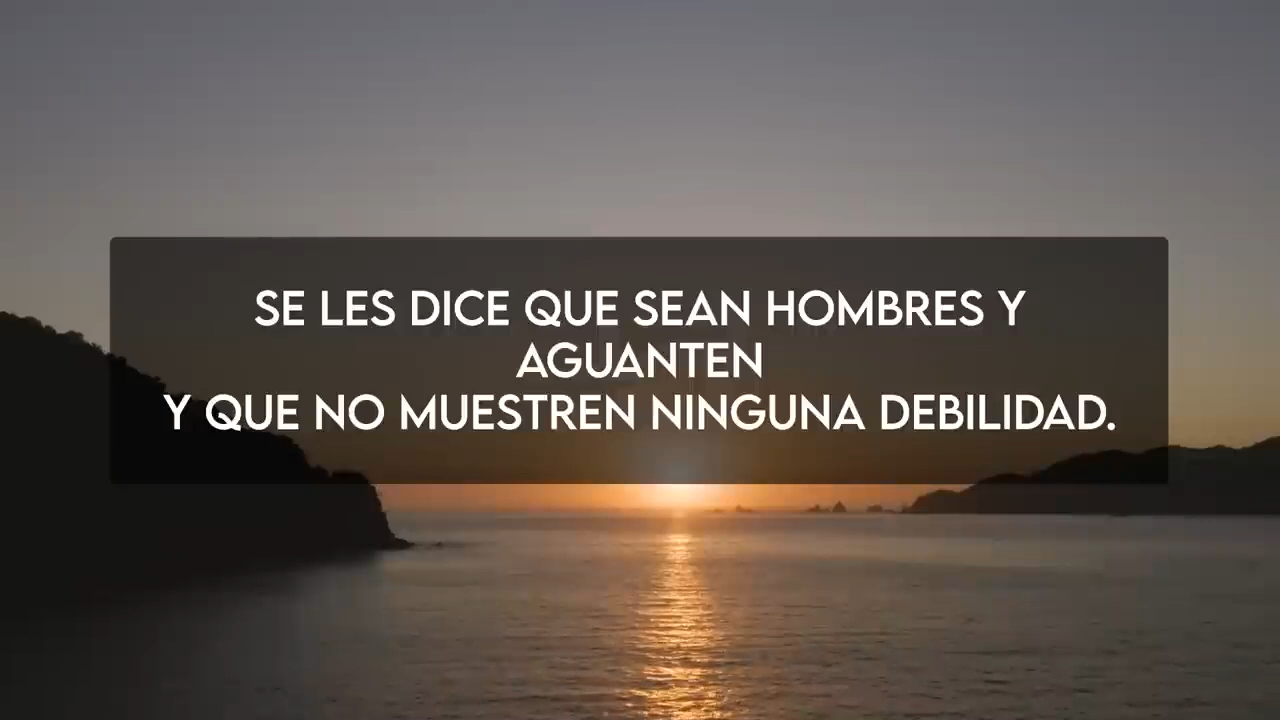 SE LES DICE QUE SEAN HOMBRES Y
AGUANTEN
Y QUE NO MUESTREN NINGUNA DEBILIDAD.